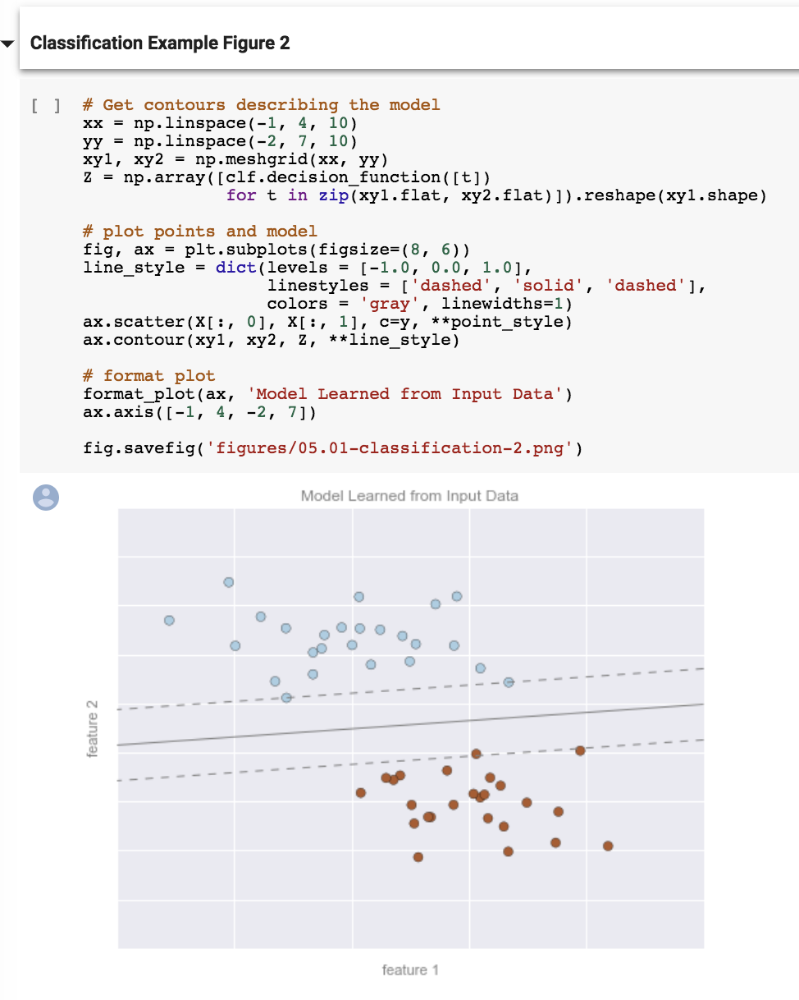 Classification Example Figure 2
[ ]
# Get contours describing the model
xx = np.linspace(-1, 4, 10)
yy = np.linspace(-2, 7, 10)
xy1, xy2 = np.meshgrid(xx, yy)
Z = np.array([clf.decision_function([t])
for t in zip(xy1.flat, xy2.flat)]).reshape(xy1.shape)
# plot points and model
fig, ax = plt.subplots(figsize=(8, 6))
line_style = dict(levels = [-1.0, 0.0, 1.0],
linestyles = ['dashed', 'solid', 'dashed'],
colors = 'gray', linewidths=1)
ax.scatter(X[:, 0], X[:, 1], c=y, **point_style)
ax.contour(xy1, xy2, Z, **line_style)
# format plot
format_plot(ax, 'Model Learned from Input Data')
ax.axis([-1, 4, -2, 7])
fig.savefig('figures/05.01-classification-2.png')
Model Learned from Input Data
feature 2
feature 1